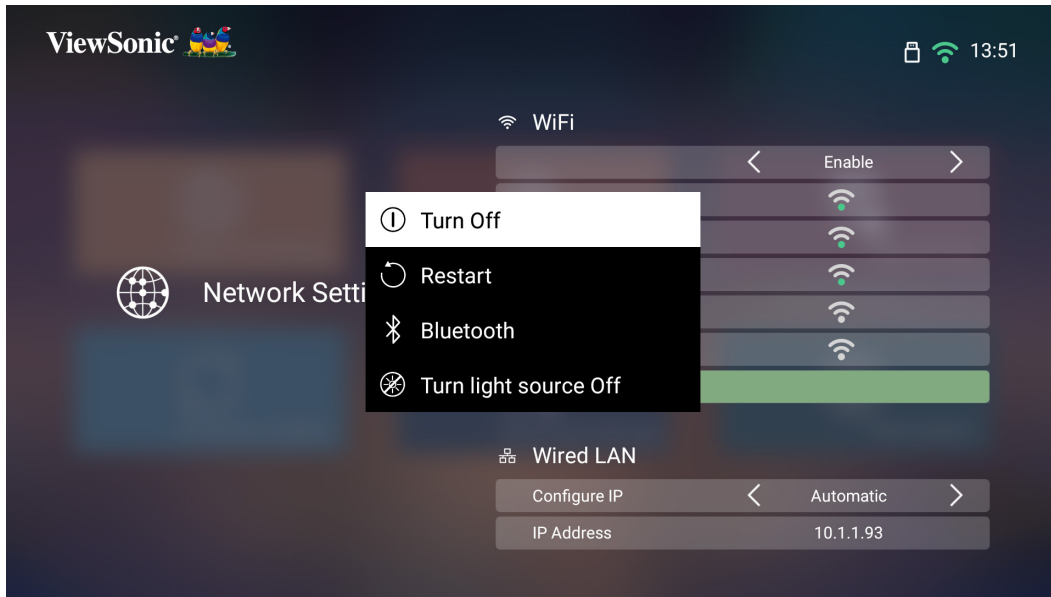 ViewSonic®
13:51
WiFi
Enable
Turn Off
Restart
Network Setti
Bluetooth
Turn light source Off
Wired LAN
Configure IP
Automatic
IP Address
10.1.1.93